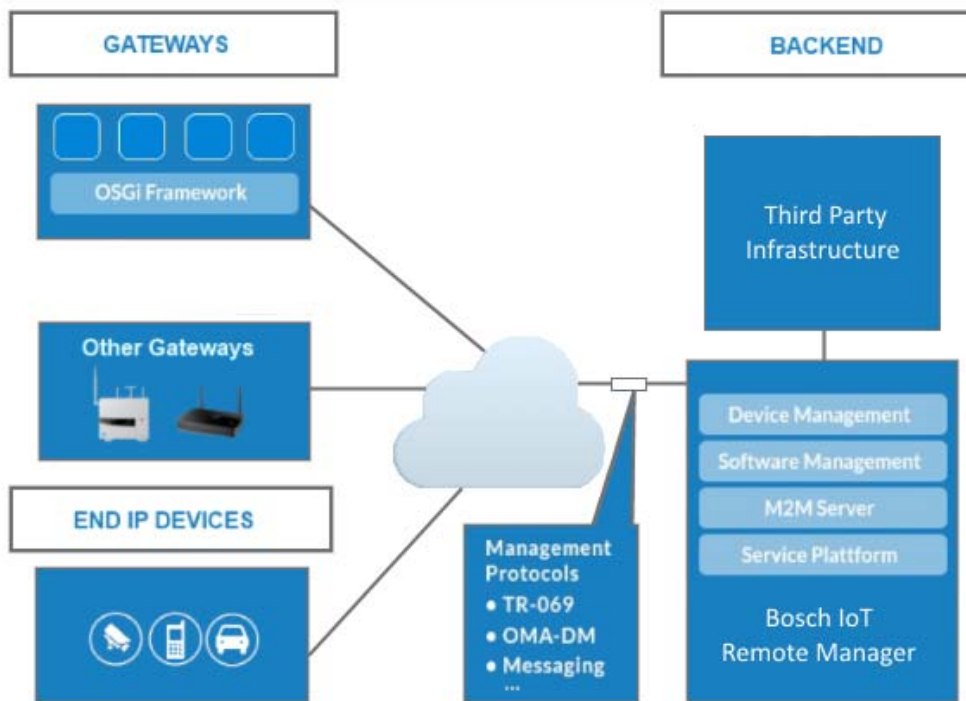 GATEWAYS
OSGi Framework
Other Gateways
END IP DEVICES
Management
Protocols
• TR-069
• OMA-DM
• Messaging
...
BACKEND
Third Party
Infrastructure
Device Management
Software Management
M2M Server
Service Plattform
Bosch IoT
Remote Manager